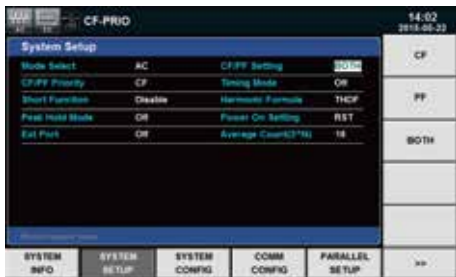 CF-PRIO
14:02
2018-06-22
System Setup
Mode Select AC CF/PF Setting BOTH
CF/PF Priority CF Timing Mode Off
Short Function Disable Harmonic Formula THDF
Peak Hold Mode Off Power On Setting RST
Ext Port Off Average Count(2^N) 16
CF
PF
BOTH
SYSTEM INFO
SYSTEM SETUP
SYSTEM CONFIG
COMM CONFIG
PARALLEL SETUP
>>